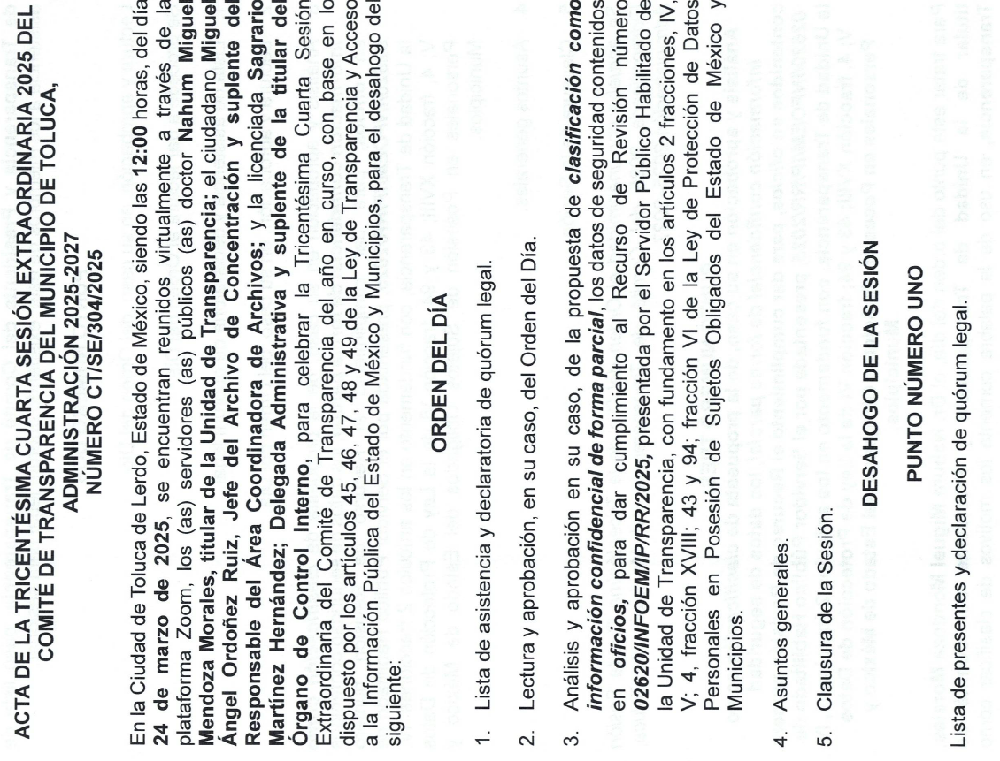 ACTA DE LA TRICENTÉSIMA CUARTA SESIÓN EXTRAORDINARIA 2025 DEL
COMITÉ DE TRANSPARENCIA DEL MUNICIPIO DE TOLUCA,
ADMINISTRACIÓN 2025-2027
NÚMERO CT/SE/304/2025
En la Ciudad de Toluca de Lerdo, Estado de México, siendo las 12:00 horas, del día
24 de marzo de 2025, se encuentran reunidos virtualmente a través de la
plataforma Zoom, los (as) servidores (as) públicos (as) doctor Nahum Miguel
Mendoza Morales, titular de la Unidad de Transparencia; el ciudadano Miguel
Ángel Ordoñez Ruiz, Jefe del Archivo de Concentración y suplente del
Responsable del Área Coordinadora de Archivos; y la licenciada Sagrario
Martínez Hernández; Delegada Administrativa y suplente de la titular del
Órgano de Control Interno, para celebrar la Tricentésima Cuarta Sesión
Extraordinaria del Comité de Transparencia del año en curso, con base en lo
dispuesto por los artículos 45, 46, 47, 48 y 49 de la Ley de Transparencia y Acceso
a la Información Pública del Estado de México y Municipios, para el desahogo del
siguiente:
ORDEN DEL DÍA
1. Lista de asistencia y declaratoria de quórum legal.
2. Lectura y aprobación, en su caso, del Orden del Día.
3. Análisis y aprobación en su caso, de la propuesta de clasificación como
información confidencial de forma parcial, los datos de seguridad contenidos
en oficios, para dar cumplimiento al Recurso de Revisión número
02620/INFOEM/IP/RR/2025, presentada por el Servidor Público Habilitado de
la Unidad de Transparencia, con fundamento en los artículos 2 fracciones, IV,
V; 4, fracción XVIII; 43 y 94; fracción VI de la Ley de Protección de Datos
Personales en Posesión de Sujetos Obligados del Estado de México y
Municipios.
4. Asuntos generales.
5. Clausura de la Sesión.
DESAHOGO DE LA SESIÓN
PUNTO NÚMERO UNO
Lista de presentes y declaración de quórum legal.